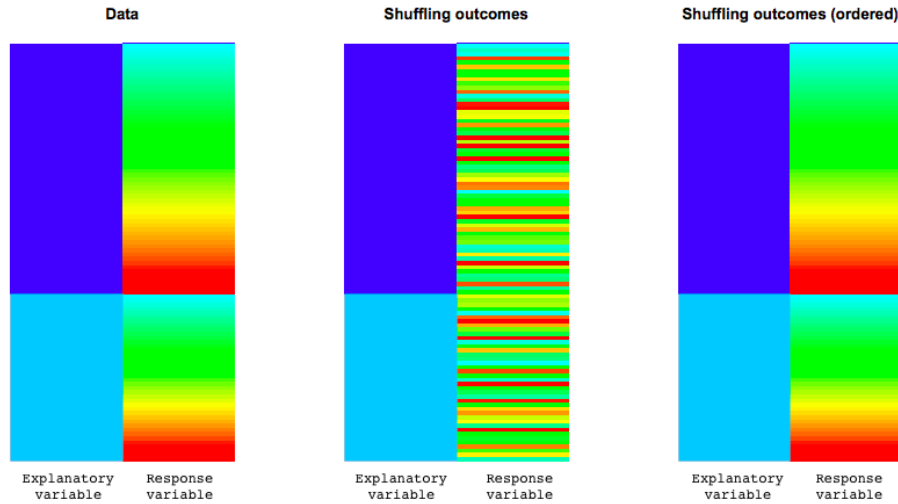 Data
Shuffling outcomes
Shuffling outcomes (ordered)
Explanatory variable
Response variable
Explanatory variable
Response variable
Explanatory variable
Response variable